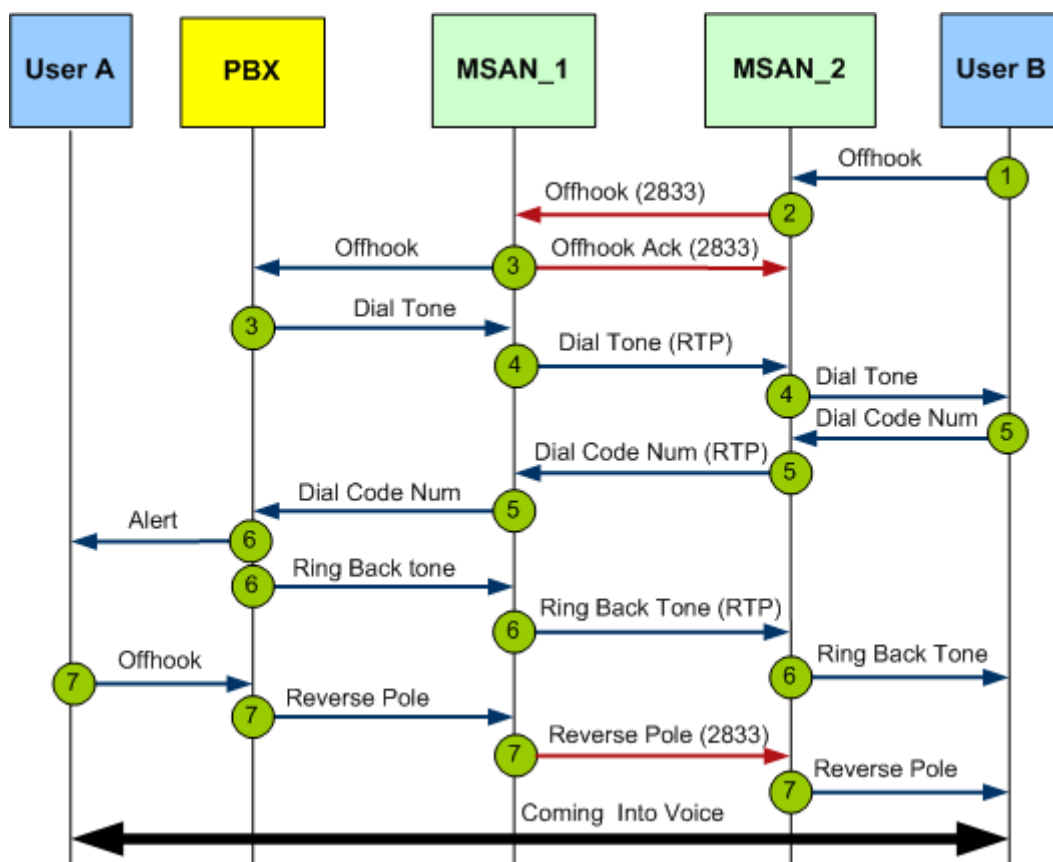 User A
PBX
MSAN_1
MSAN_2
User B
Offhook
1
Offhook (2833)
2
Offhook
3
Offhook Ack (2833)
3
Dial Tone
4
Dial Tone (RTP)
4
Dial Tone
Dial Code Num
5
Dial Code Num (RTP)
5
Dial Code Num
5
Alert
6
6
Ring Back tone
6
Ring Back Tone (RTP)
6
Ring Back Tone
7
Offhook
7
Reverse Pole
7
Reverse Pole (2833)
7
Reverse Pole
Coming Into Voice